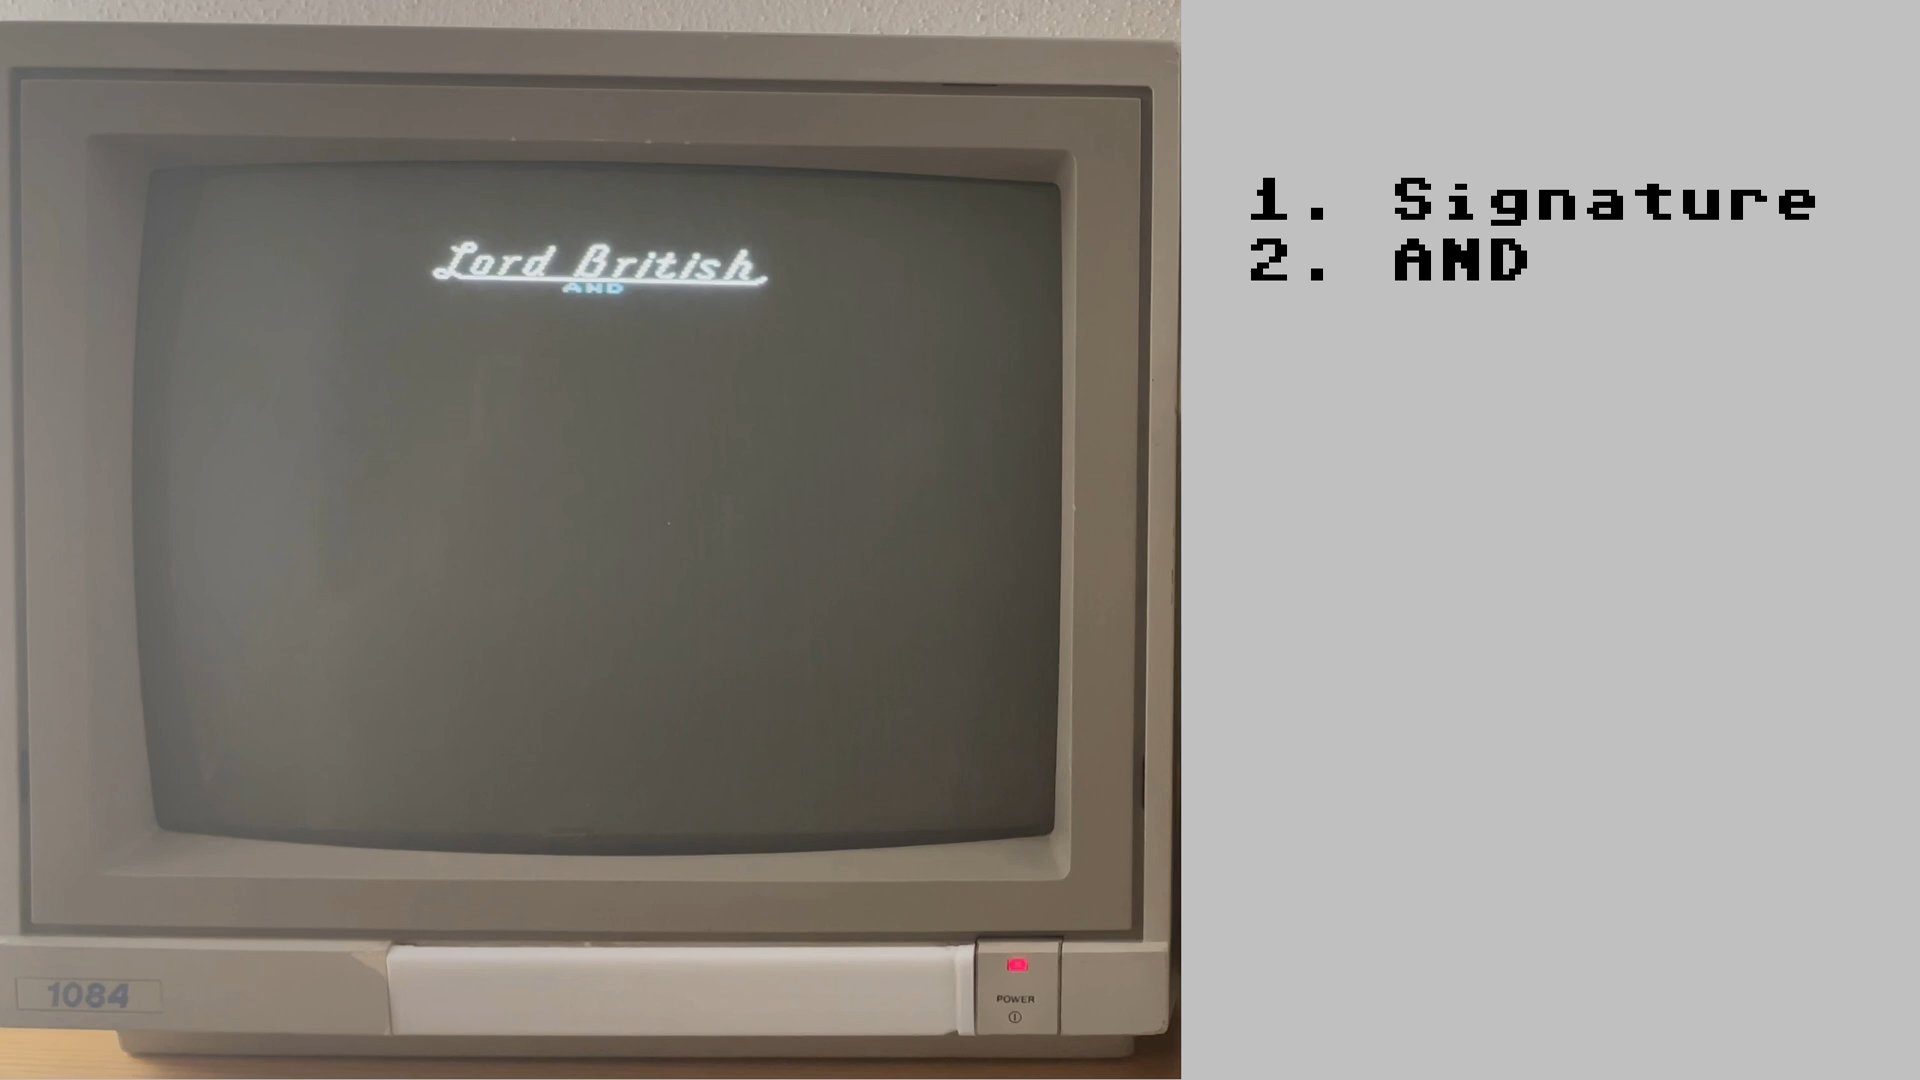 Lord British
AND
1084
POWER
1. Signature
2. AND